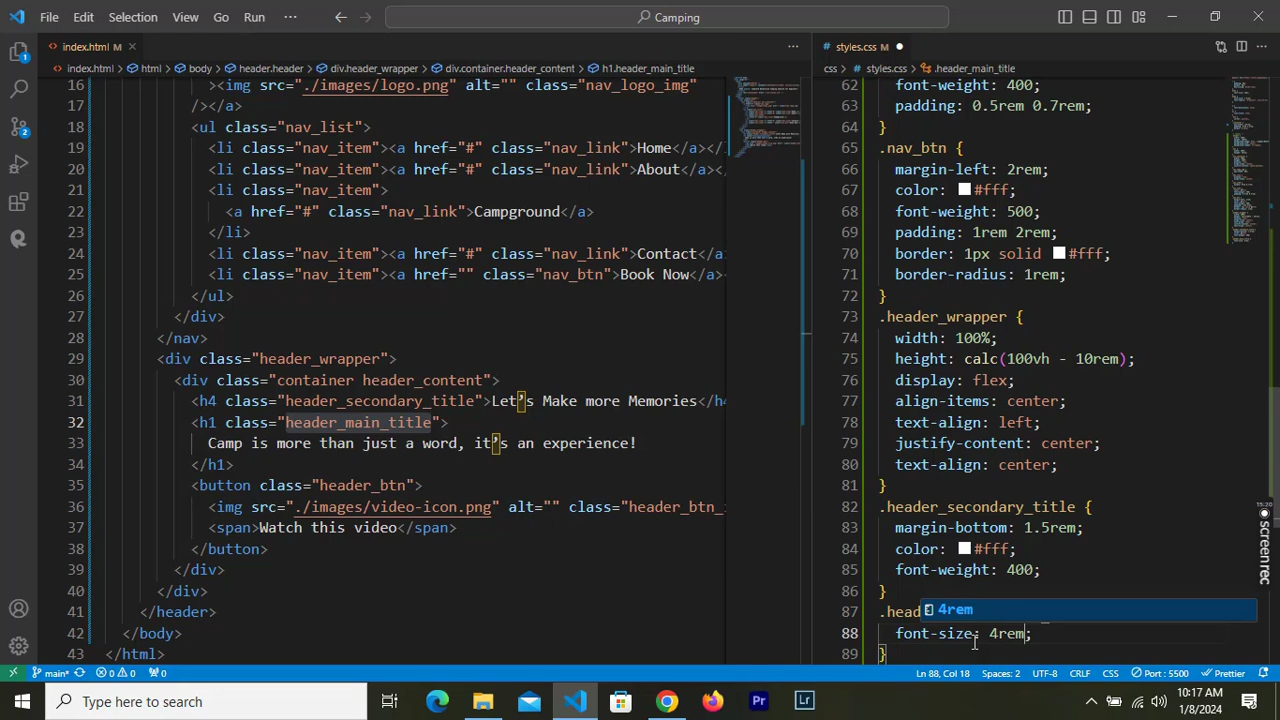 File Edit Selection View Go Run ··· Camping
index.html M styles.css
index.html > html > body > header.header > div.header_wrapper > div.container.header_content > h1.header_main_title
css > # styles.css > .header_main_title
16 ><img src="./images/logo.png" alt="" class="nav_logo_img"
17 /></a>
18 <ul class="nav_list">
19 <li class="nav_item"><a href="#" class="nav_link">Home</a></
20 <li class="nav_item"><a href="#" class="nav_link">About</a></
21 <li class="nav_item">
22 <a href="#" class="nav_link">Campground</a>
23 </li>
24 <li class="nav_item"><a href="#" class="nav_link">Contact</a>
25 <li class="nav_item"><a href="" class="nav_btn">Book Now</a>
26 </ul>
27 </div>
28 </nav>
29 <div class="header_wrapper">
30 <div class="container header_content">
31 <h4 class="header_secondary_title">Let’s Make more Memories</h4
32 <h1 class="header_main_title">
33 Camp is more than just a word, it’s an experience!
34 </h1>
35 <button class="header_btn">
36 <img src="./images/video-icon.png" alt="" class="header_btn_
37 <span>Watch this video</span>
38 </button>
39 </div>
40 </div>
41 </header>
42 </body>
43 </html>
62 font-weight: 400;
63 padding: 0.5rem 0.7rem;
64 }
65 .nav_btn {
66 margin-left: 2rem;
67 color: #fff;
68 font-weight: 500;
69 padding: 1rem 2rem;
70 border: 1px solid #fff;
71 border-radius: 1rem;
72 }
73 .header_wrapper {
74 width: 100%;
75 height: calc(100vh - 10rem);
76 display: flex;
77 align-items: center;
78 text-align: left;
79 justify-content: center;
80 text-align: center;
81 }
82 .header_secondary_title {
83 margin-bottom: 1.5rem;
84 color: #fff;
85 font-weight: 400;
86 }
87 .head
4rem
88 font-size: 4rem;
89 }
15:20
Screen rec
main* 0 0 0 Ln 88, Col 18 Spaces: 2 UTF-8 CRLF CSS Port : 5500 Prettier
Type here to search
Pr
Lr
10:17 AM
1/8/2024